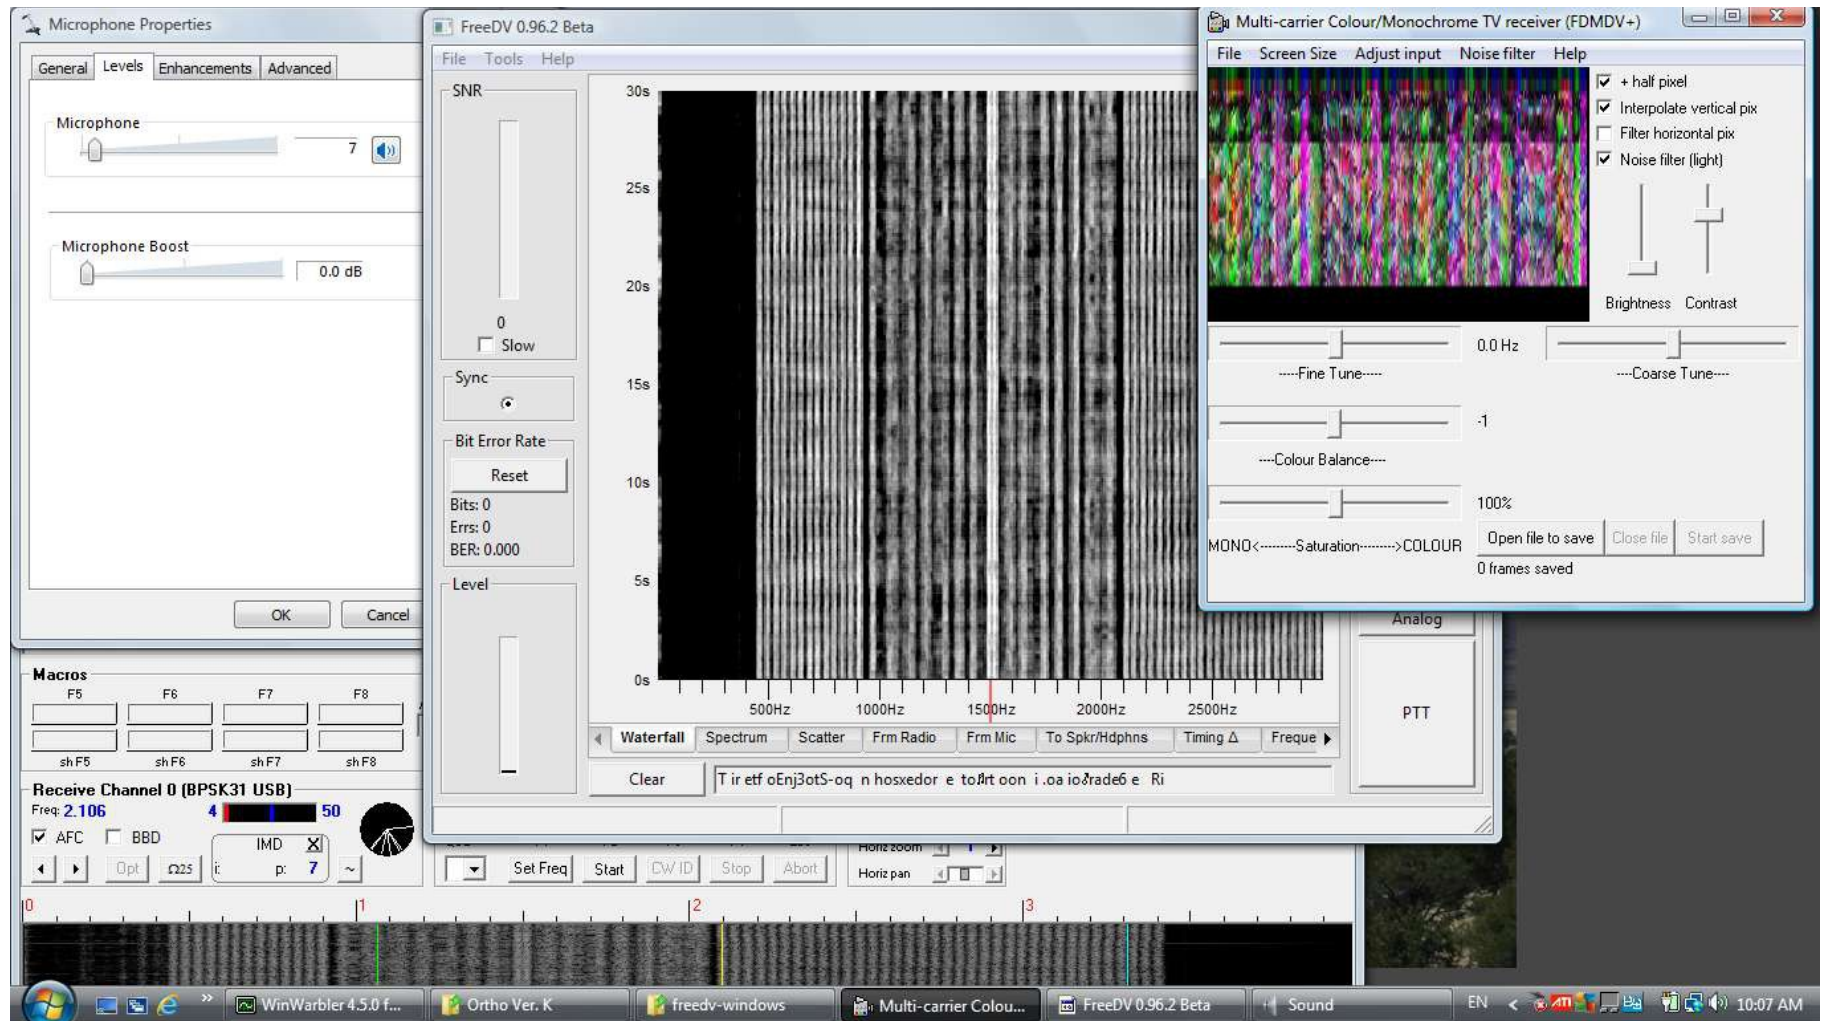 Microphone Properties
General Levels Enhancements Advanced
Microphone
7
Microphone Boost
0.0 dB
OK Cancel
FreeDV 0.96.2 Beta
File Tools Help
SNR
0
Slow
Sync
Bit Error Rate
Reset
Bits: 0
Errs: 0
BER: 0.000
Level
30s
25s
20s
15s
10s
5s
0s
500Hz 1000Hz 1500Hz 2000Hz 2500Hz
Waterfall Spectrum Scatter Frm Radio Frm Mic To Spkr/Hdphns Timing Δ Freque
Clear
Analog
PTT
Multi-carrier Colour/Monochrome TV receiver (FDMDV+)
File Screen Size Adjust input Noise filter Help
+ half pixel
Interpolate vertical pix
Filter horizontal pix
Noise filter (light)
Brightness Contrast
0.0 Hz
-----Fine Tune----- ----Coarse Tune----
-1
----Colour Balance----
100%
MONO<--------Saturation-------->COLOUR
Open file to save Close file Start save
0 frames saved
Macros
F5 F6 F7 F8
sh F5 sh F6 sh F7 sh F8
Receive Channel 0 (BPSK31 USB)
Freq: 2.106 4 50
AFC BBD IMD X
Opt Ω25 i: p: 7 ~
Set Freq Start CW ID Stop Abort
Horiz zoom 1
Horiz pan
0 1 2 3
WinWarbler 4.5.0 f... Ortho Ver. K freedv-windows Multi-carrier Colou... FreeDV 0.96.2 Beta Sound EN ATI 10:07 AM